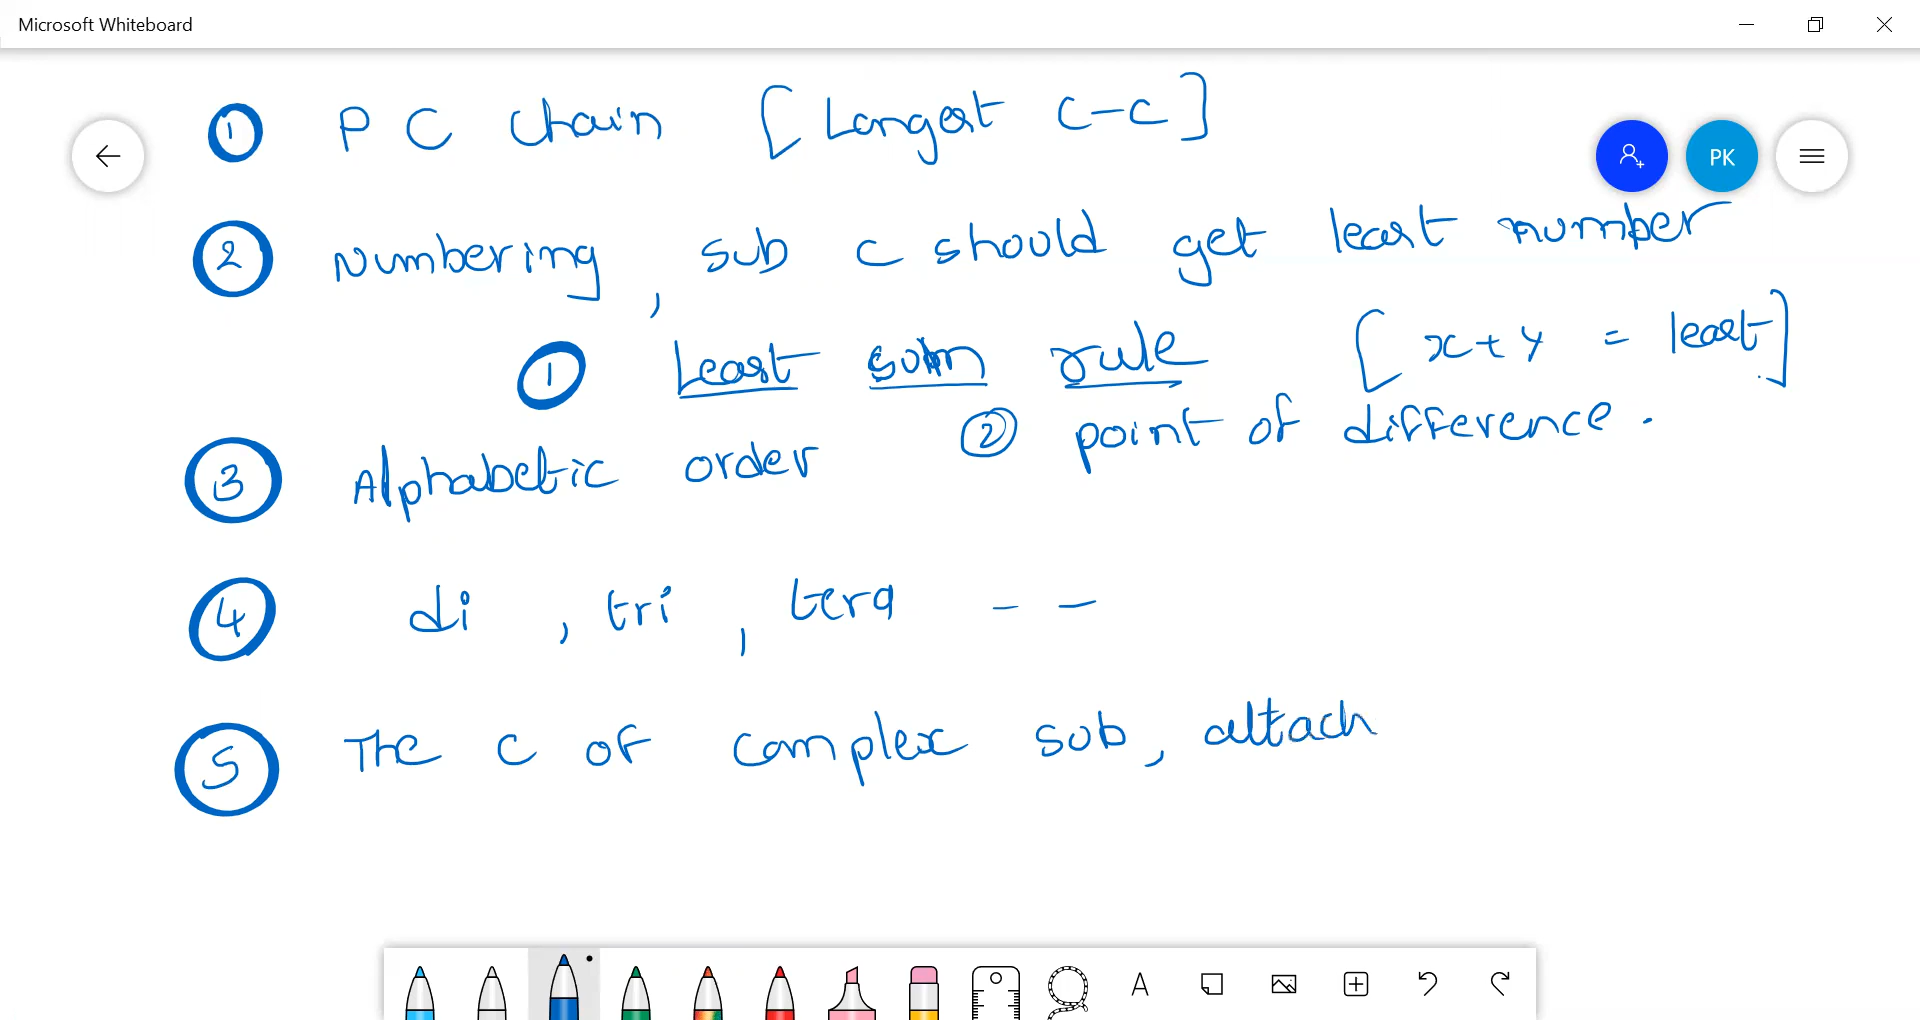 Microsoft Whiteboard
① P C chain [Longest C-C]
PK
② Numbering, sub c should get least number
① Least sum rule [x+y = least]
② point of difference.
③ Alphabetic order
④ di, tri, tera - -
⑤ The c of complex sub, attach
A